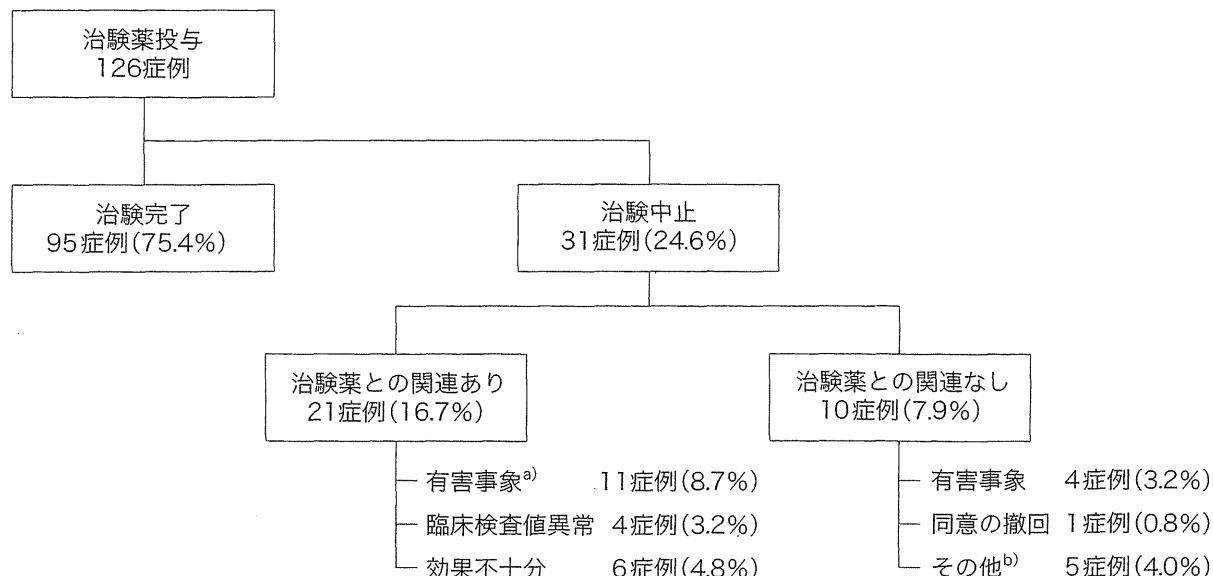 治験薬投与
126症例
治験完了
95症例(75.4%)
治験中止
31症例(24.6%)
治験薬との関連あり
21症例(16.7%)
治験薬との関連なし
10症例(7.9%)
有害事象a) 11症例(8.7%)
臨床検査値異常 4症例(3.2%)
効果不十分 6症例(4.8%)
有害事象 4症例(3.2%)
同意の撤回 1症例(0.8%)
その他b) 5症例(4.0%)